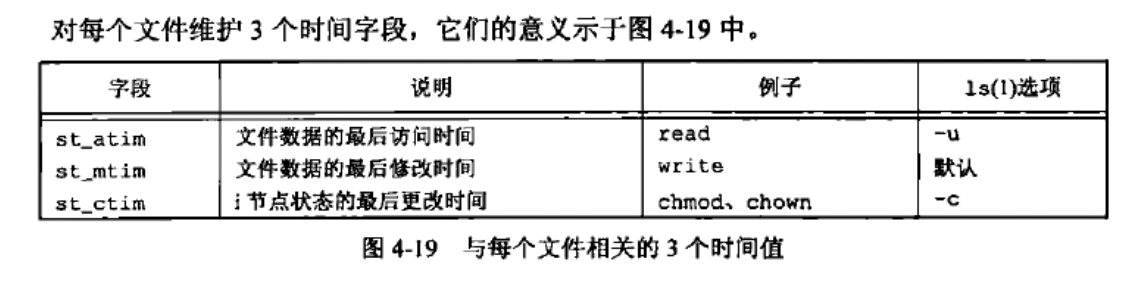 对每个文件维护 3 个时间字段，它们的意义示于图 4-19 中。
字段 说明 例子 ls(1)选项
st_atim 文件数据的最后访问时间 read -u
st_mtim 文件数据的最后修改时间 write 默认
st_ctim i 节点状态的最后更改时间 chmod、chown -c
图 4-19 与每个文件相关的 3 个时间值